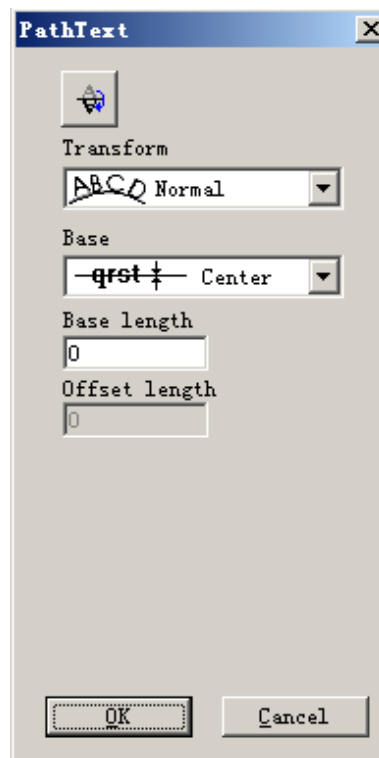 PathText
Transform
ABCD Normal
Base
qrst Center
Base length
0
Offset length
0
OK
Cancel